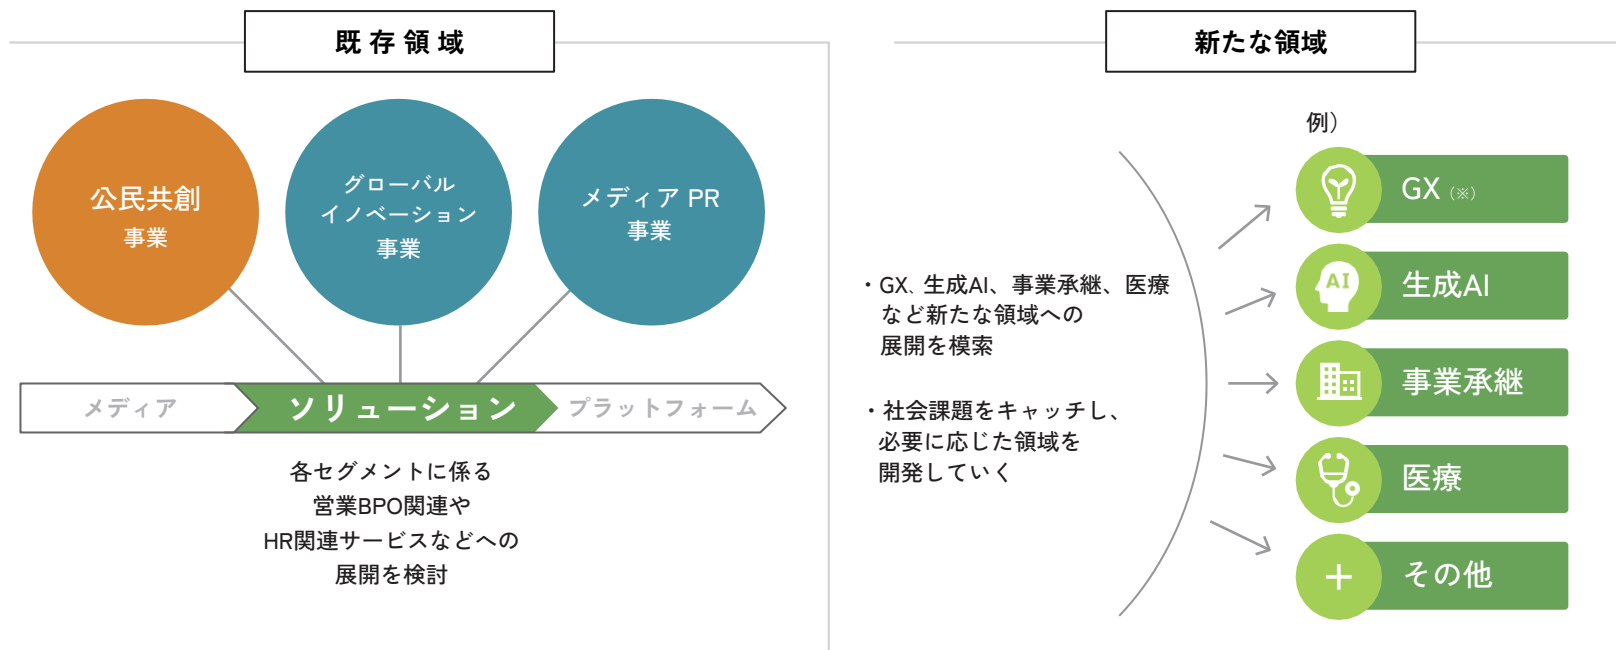 既存領域
公民共創
事業
グローバル
イノベーション
事業
メディア PR
事業
メディア
ソリューション
プラットフォーム
各セグメントに係る
営業BPO関連や
HR関連サービスなどへの
展開を検討
新たな領域
・GX、生成AI、事業承継、医療
など新たな領域への
展開を模索
・社会課題をキャッチし、
必要に応じた領域を
開発していく
例）
GX（※）
AI
生成AI
事業承継
医療
その他